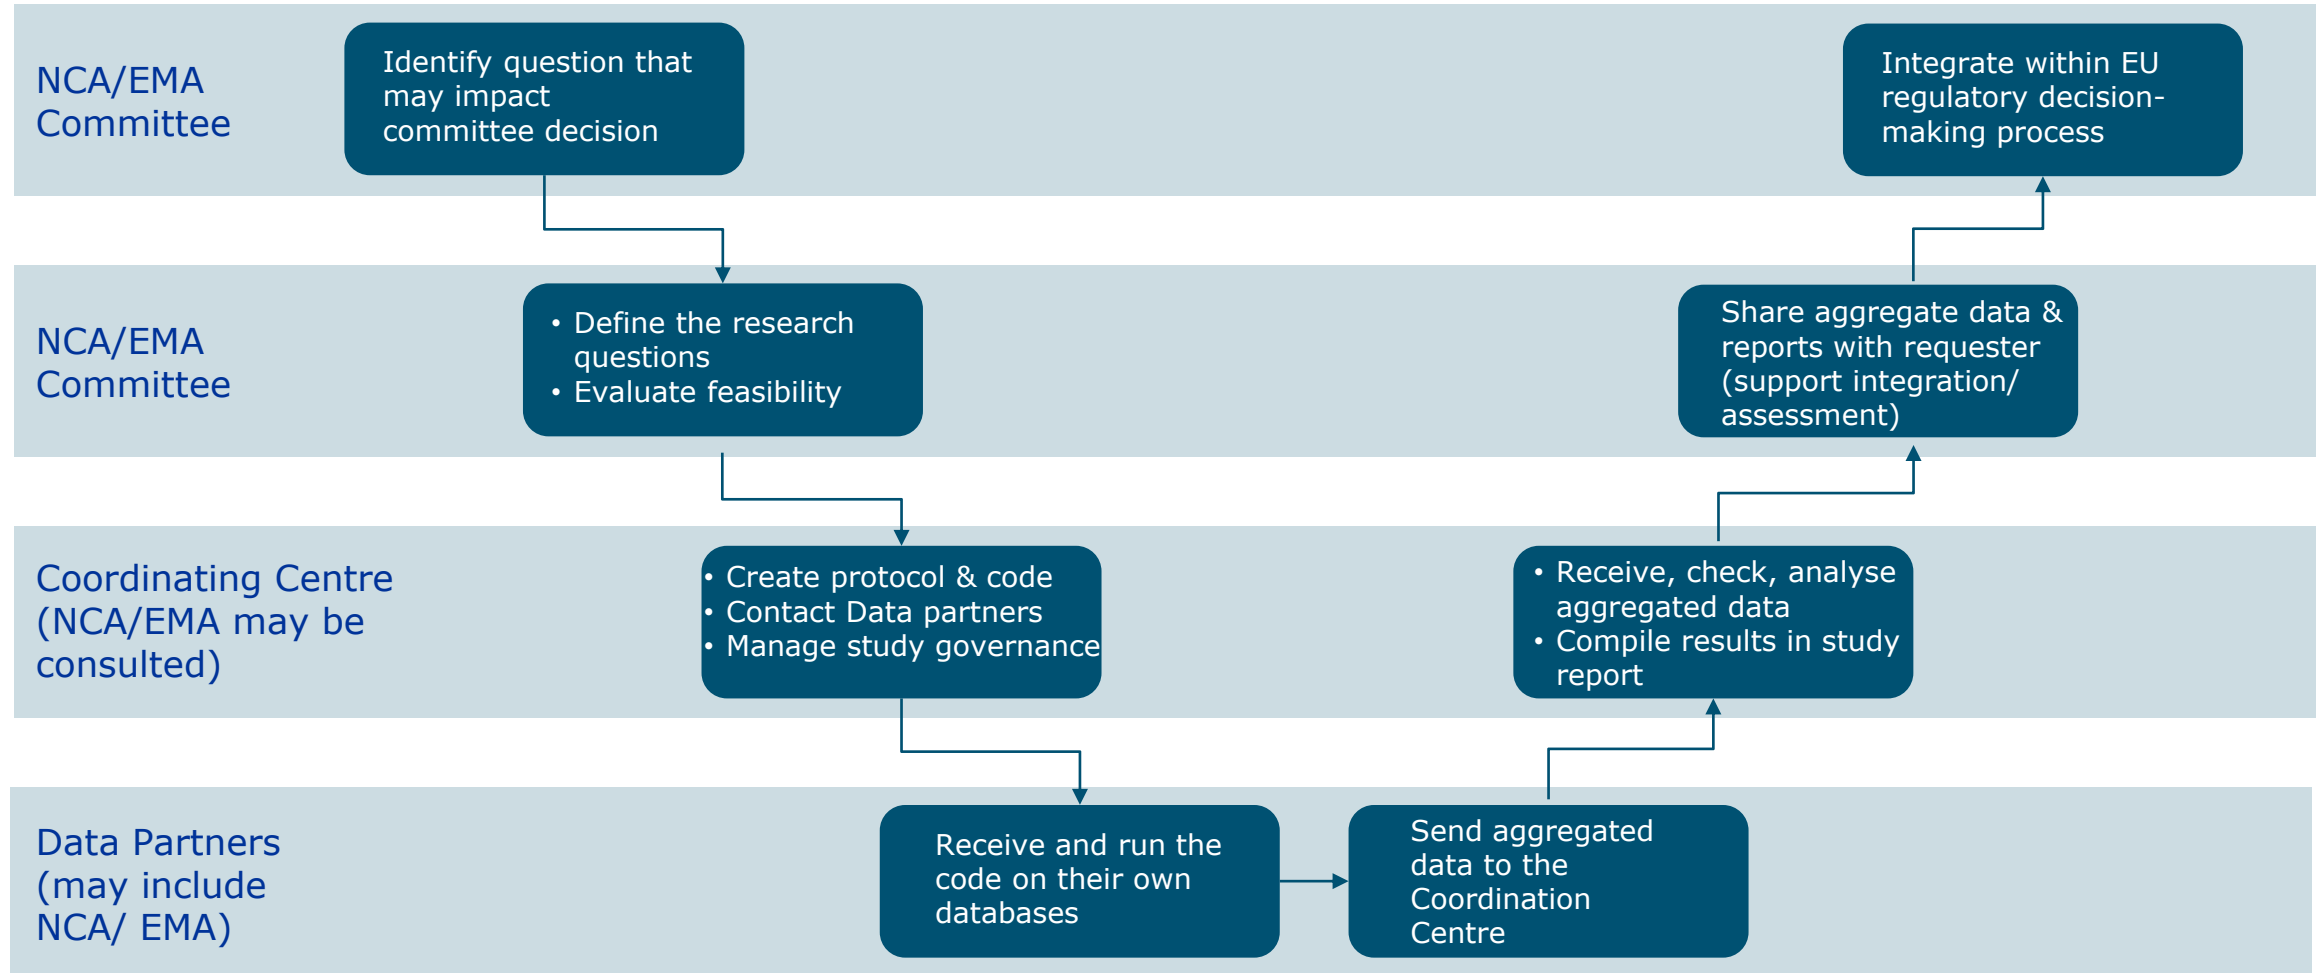 NCA/EMA
Committee
Identify question that
may impact
committee decision
Integrate within EU
regulatory decision-
making process
NCA/EMA
Committee
• Define the research
questions
• Evaluate feasibility
Share aggregate data &
reports with requester
(support integration/
assessment)
Coordinating Centre
(NCA/EMA may be
consulted)
• Create protocol & code
• Contact Data partners
• Manage study governance
• Receive, check, analyse
aggregated data
• Compile results in study
report
Data Partners
(may include
NCA/ EMA)
Receive and run the
code on their own
databases
Send aggregated
data to the
Coordination
Centre